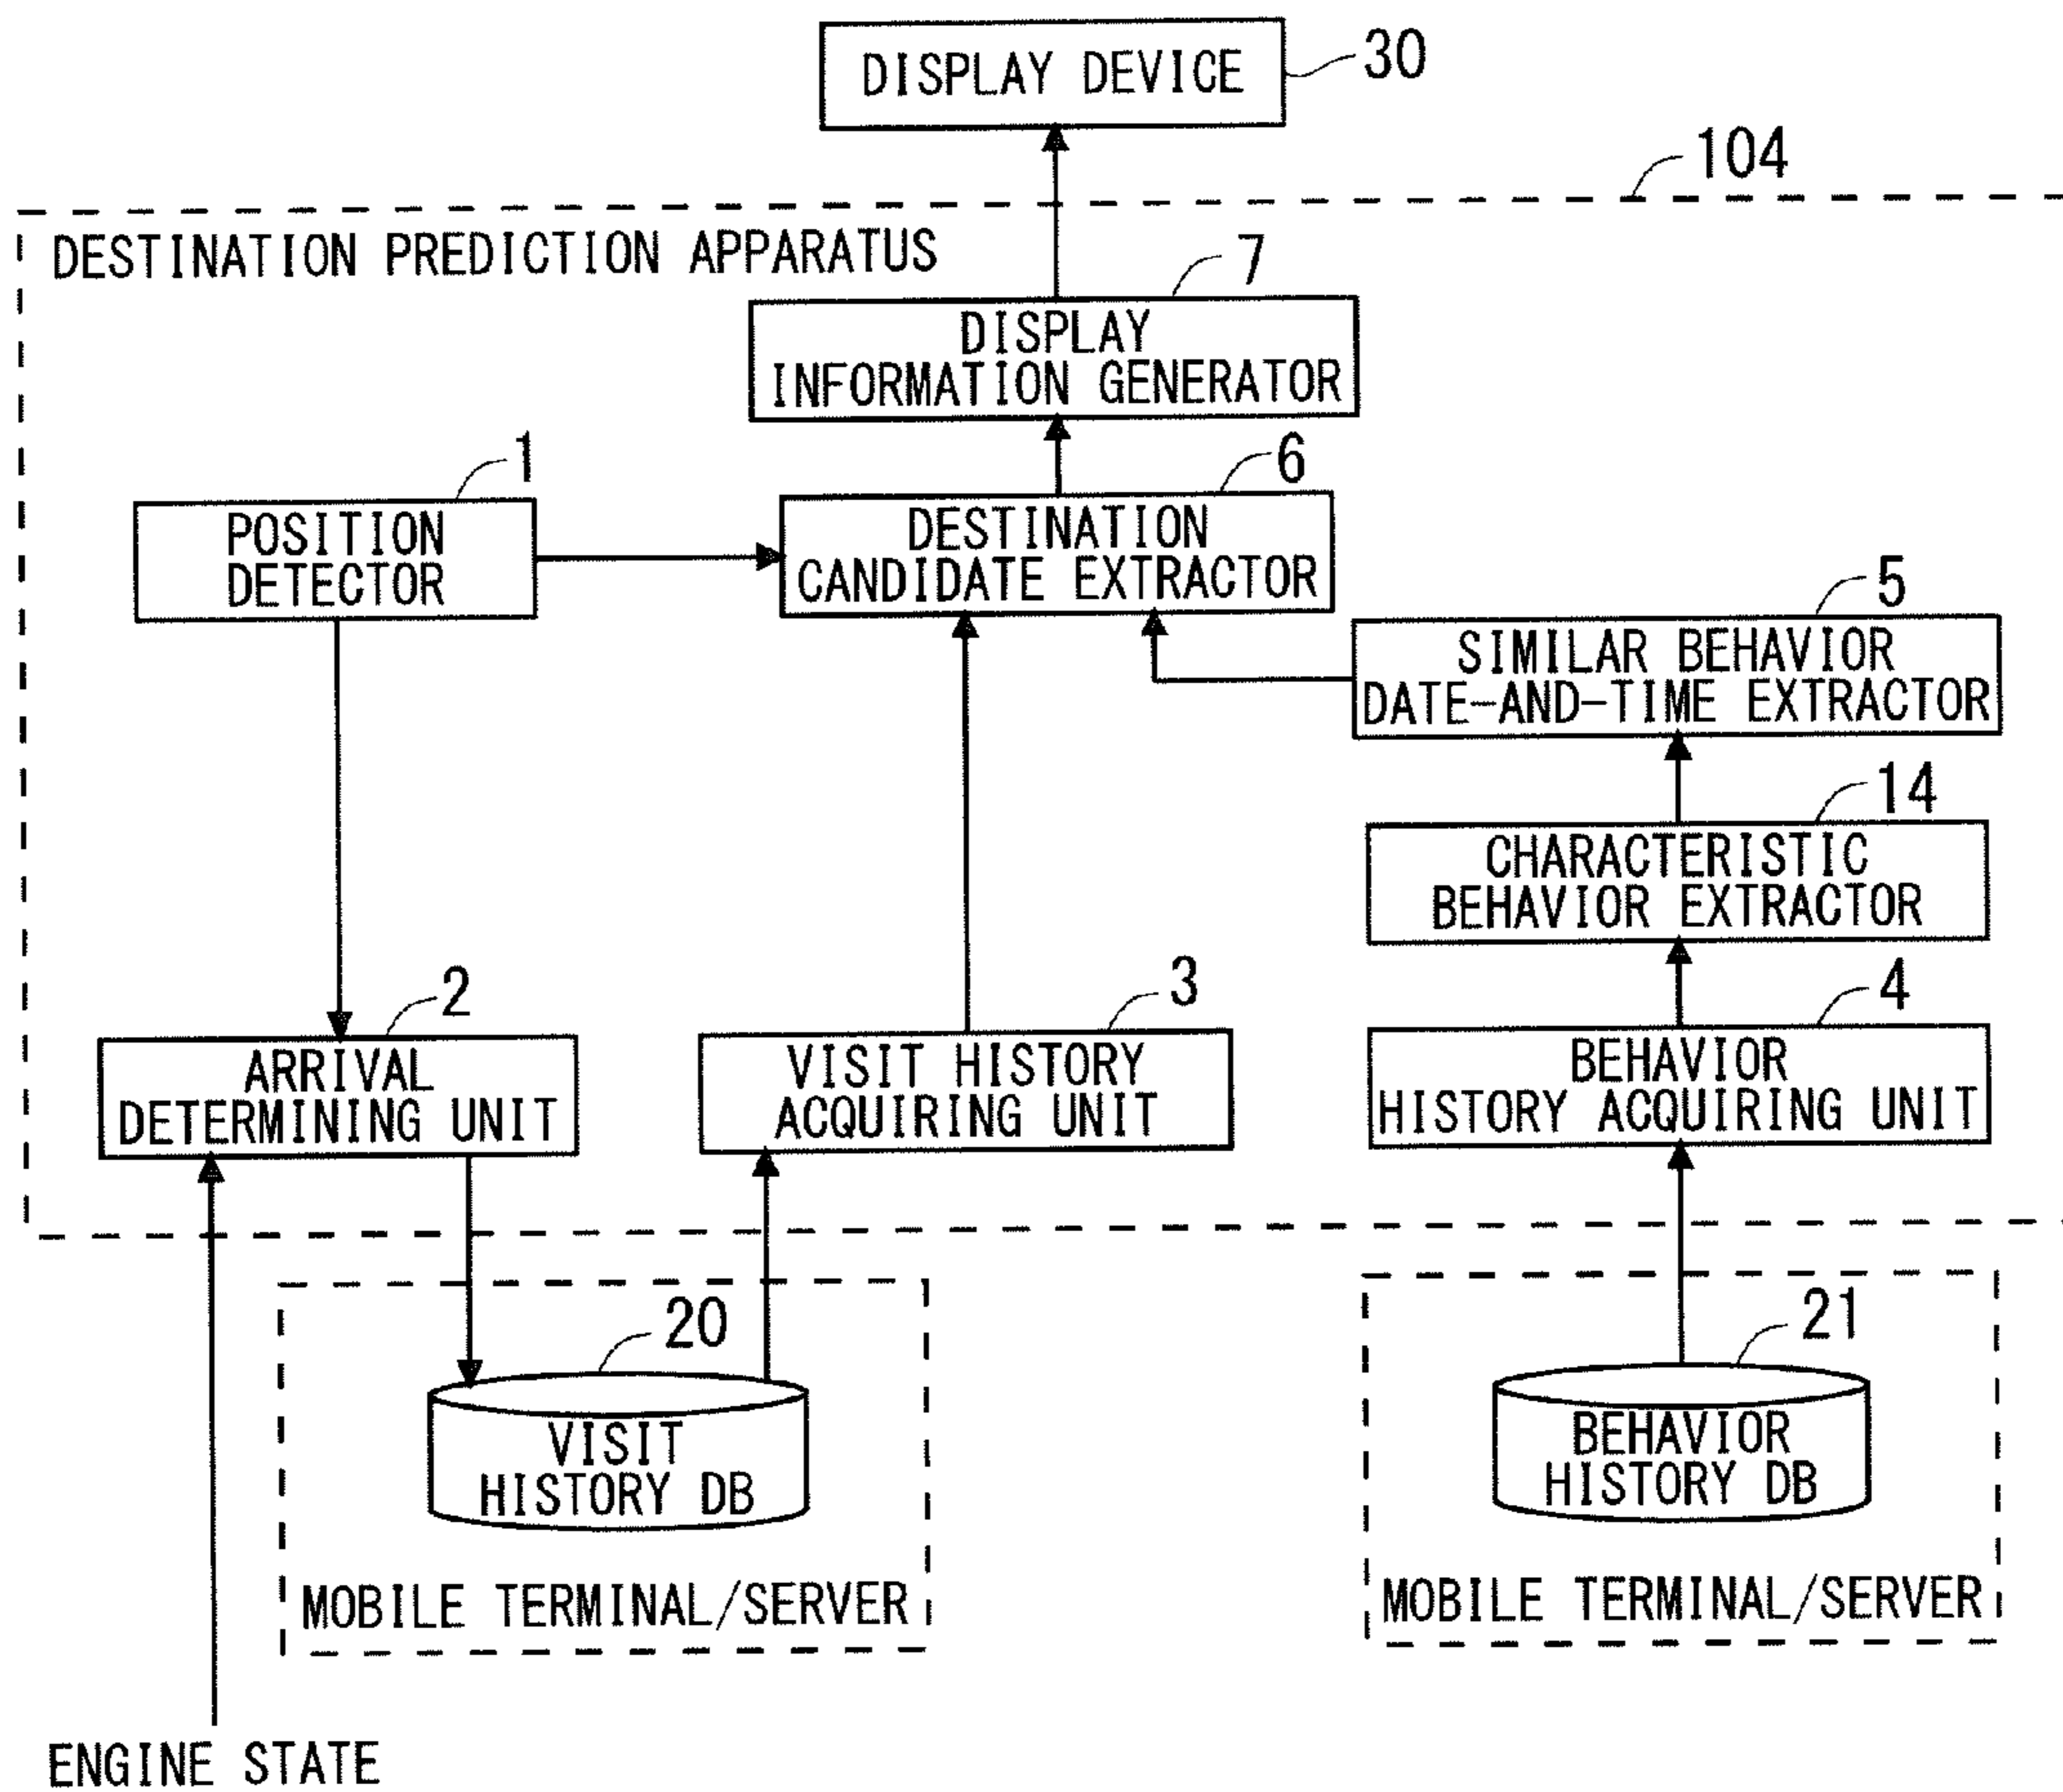 DISPLAY DEVICE
30
104
DESTINATION PREDICTION APPARATUS
7
DISPLAY
INFORMATION GENERATOR
1
POSITION
DETECTOR
6
DESTINATION
CANDIDATE EXTRACTOR
5
SIMILAR BEHAVIOR
DATE-AND-TIME EXTRACTOR
14
CHARACTERISTIC
BEHAVIOR EXTRACTOR
2
ARRIVAL
DETERMINING UNIT
3
VISIT HISTORY
ACQUIRING UNIT
4
BEHAVIOR
HISTORY ACQUIRING UNIT
20
VISIT
HISTORY DB
MOBILE TERMINAL/SERVER
21
BEHAVIOR
HISTORY DB
MOBILE TERMINAL/SERVER
ENGINE STATE